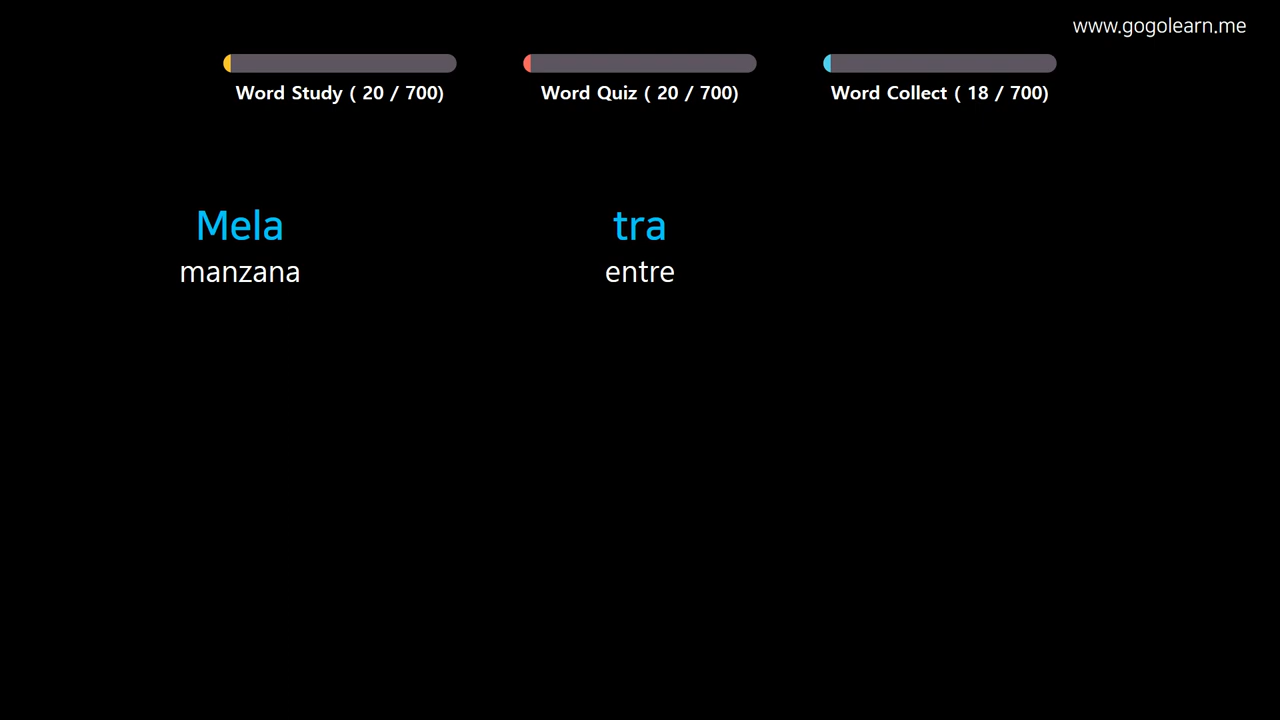 www.gogolearn.me
Word Study ( 20 / 700)
Word Quiz ( 20 / 700)
Word Collect ( 18 / 700)
Mela
manzana
tra
entre